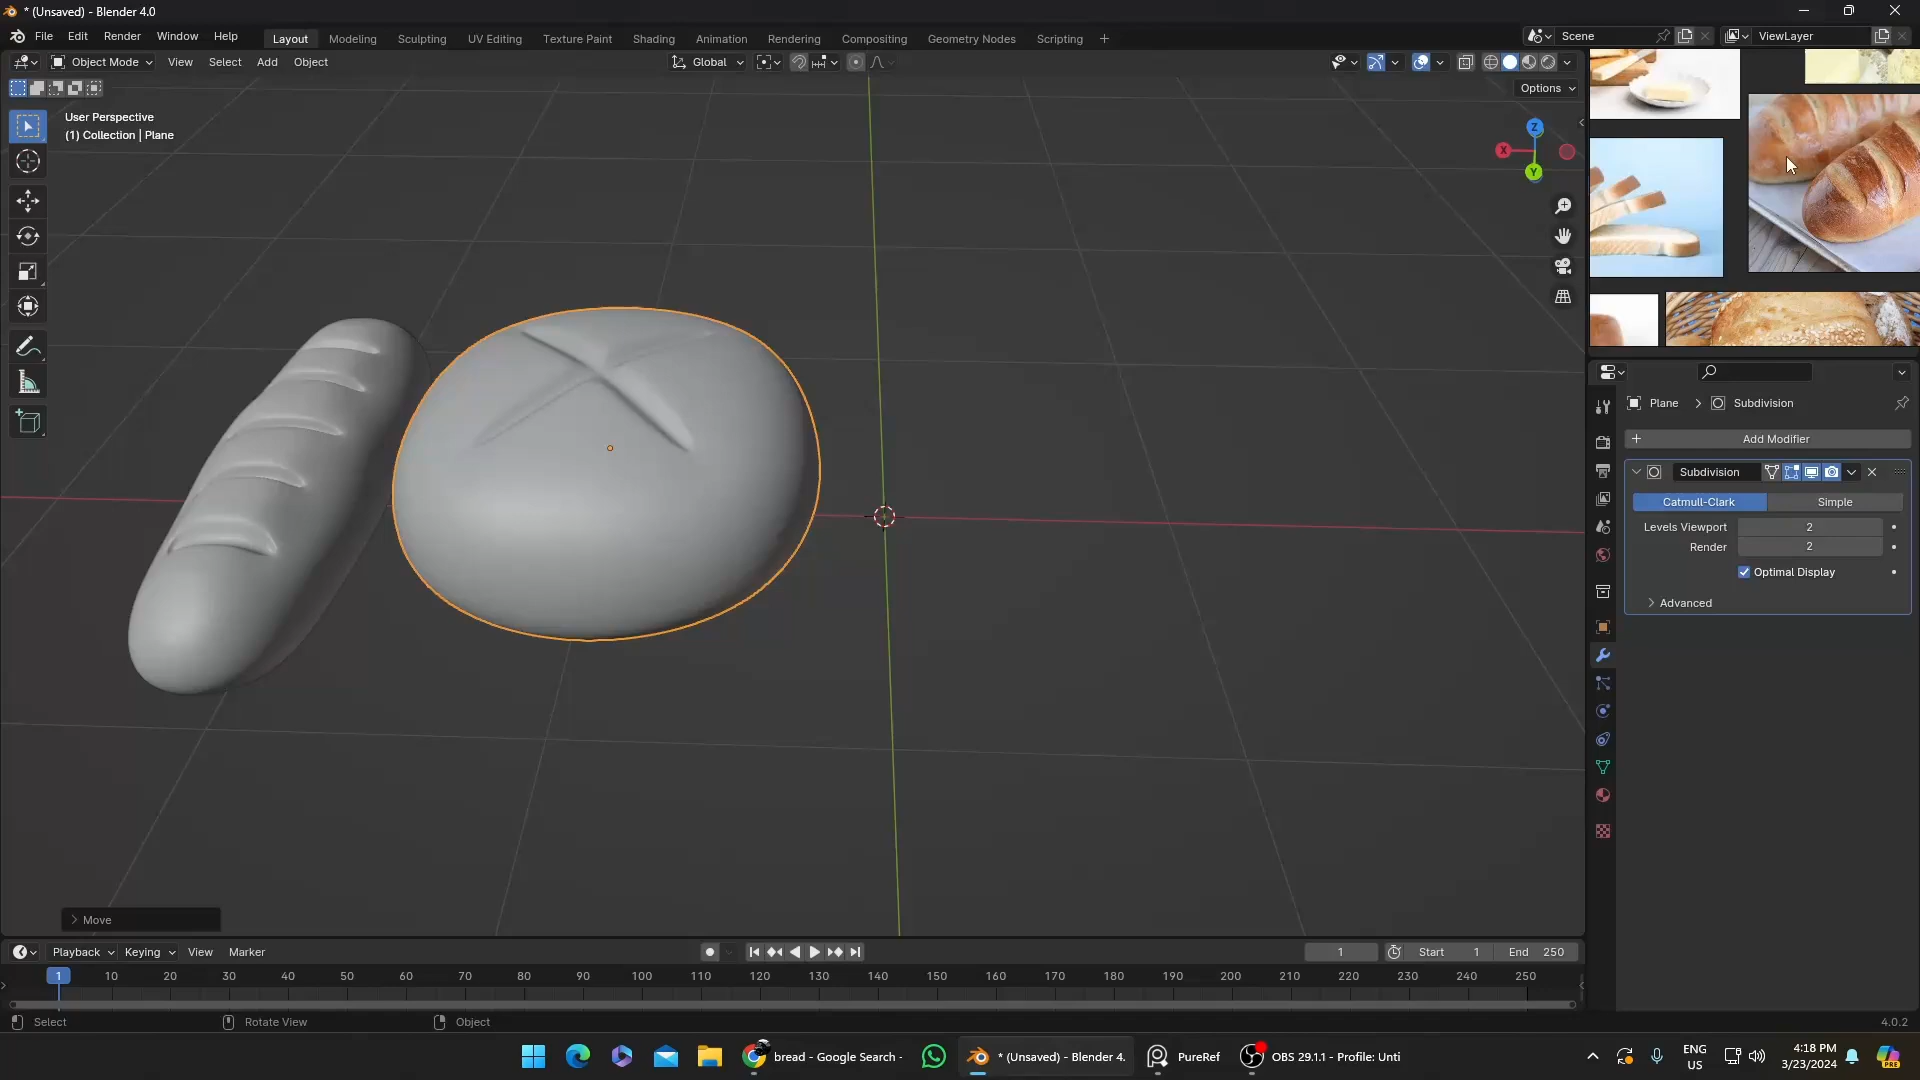 * (Unsaved) - Blender 4.0
File Edit Render Window Help
Layout Modeling Sculpting UV Editing Texture Paint Shading Animation Rendering Compositing Geometry Nodes Scripting +
Scene
ViewLayer
Object Mode View Select Add Object
Global
Options
User Perspective
(1) Collection | Plane
Z
X
Y
Plane > Subdivision
+ Add Modifier
Subdivision
Catmull-Clark Simple
Levels Viewport 2
Render 2
Optimal Display
> Advanced
> Move
Playback Keying View Marker
1
Start 1
End 250
1 10 20 30 40 50 60 70 80 90 100 110 120 130 140 150 160 170 180 190 200 210 220 230 240 250
Select
Rotate View
Object
4.0.2
bread - Google Search -
* (Unsaved) - Blender 4.
PureRef
OBS 29.1.1 - Profile: Unti
ENG
US
4:18 PM
3/23/2024
PRE